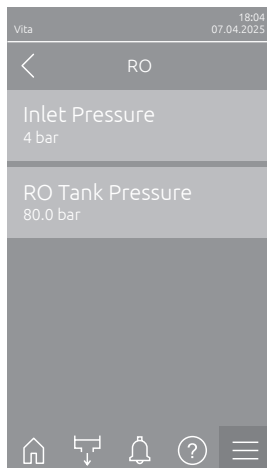 18:04
Vita 07.04.2025
RO
Inlet Pressure
4 bar
RO Tank Pressure
80.0 bar
?